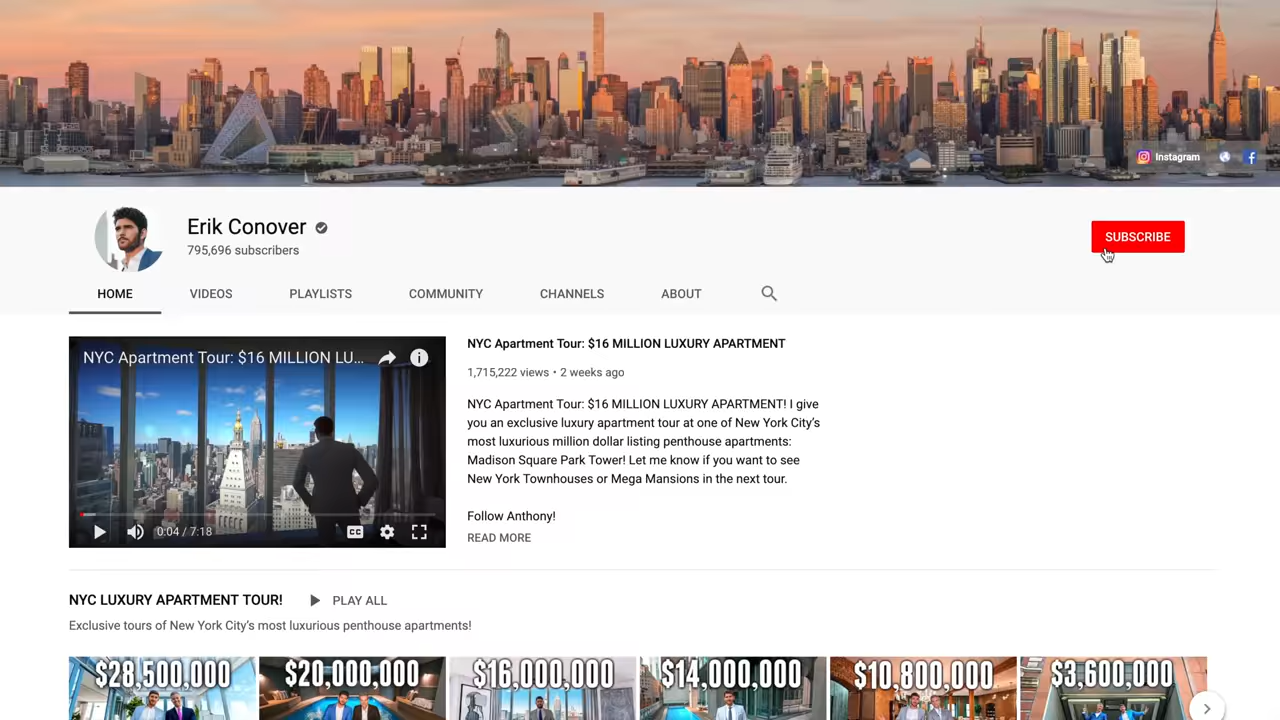 Instagram
Erik Conover
795,696 subscribers
SUBSCRIBE
HOME VIDEOS PLAYLISTS COMMUNITY CHANNELS ABOUT
NYC Apartment Tour: $16 MILLION LU...
0:04 / 7:18
CC
NYC Apartment Tour: $16 MILLION LUXURY APARTMENT
1,715,222 views • 2 weeks ago
NYC Apartment Tour: $16 MILLION LUXURY APARTMENT! I give
you an exclusive luxury apartment tour at one of New York City's
most luxurious million dollar listing penthouse apartments:
Madison Square Park Tower! Let me know if you want to see
New York Townhouses or Mega Mansions in the next tour.
Follow Anthony!
READ MORE
NYC LUXURY APARTMENT TOUR! PLAY ALL
Exclusive tours of New York City's most luxurious penthouse apartments!
$28,500,000 $20,000,000 $16,000,000 $14,000,000 $10,800,000 $3,600,000